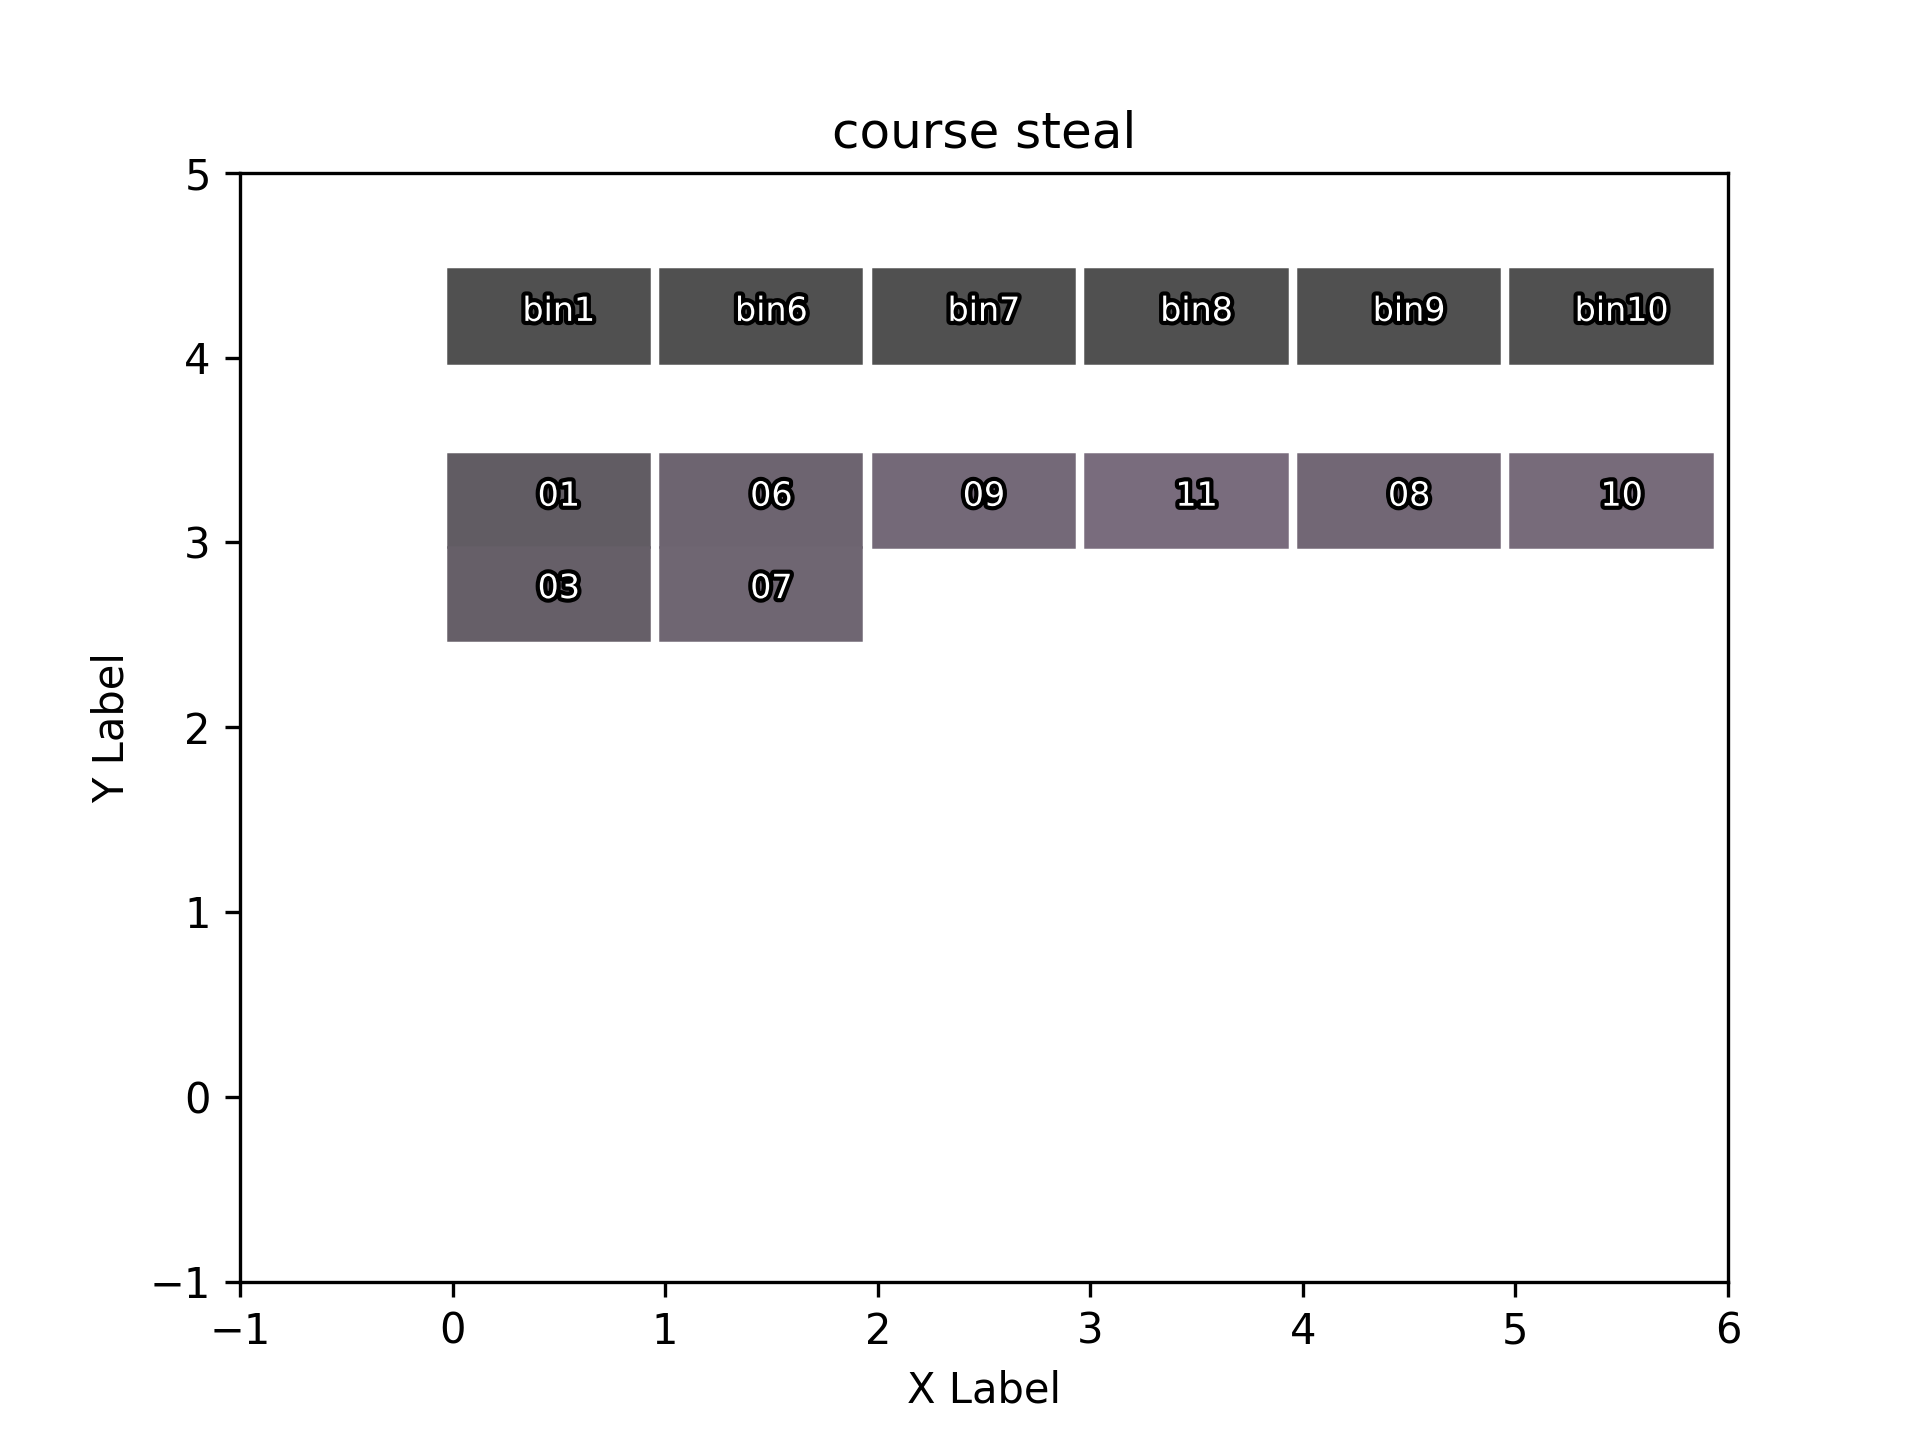 course steal
5
bin1 bin6 bin7 bin8 bin9 bin10
4
01 06 09 11 08 10
3
03 07
Y Label
2
1
0
−1
−1 0 1 2 3 4 5 6
X Label